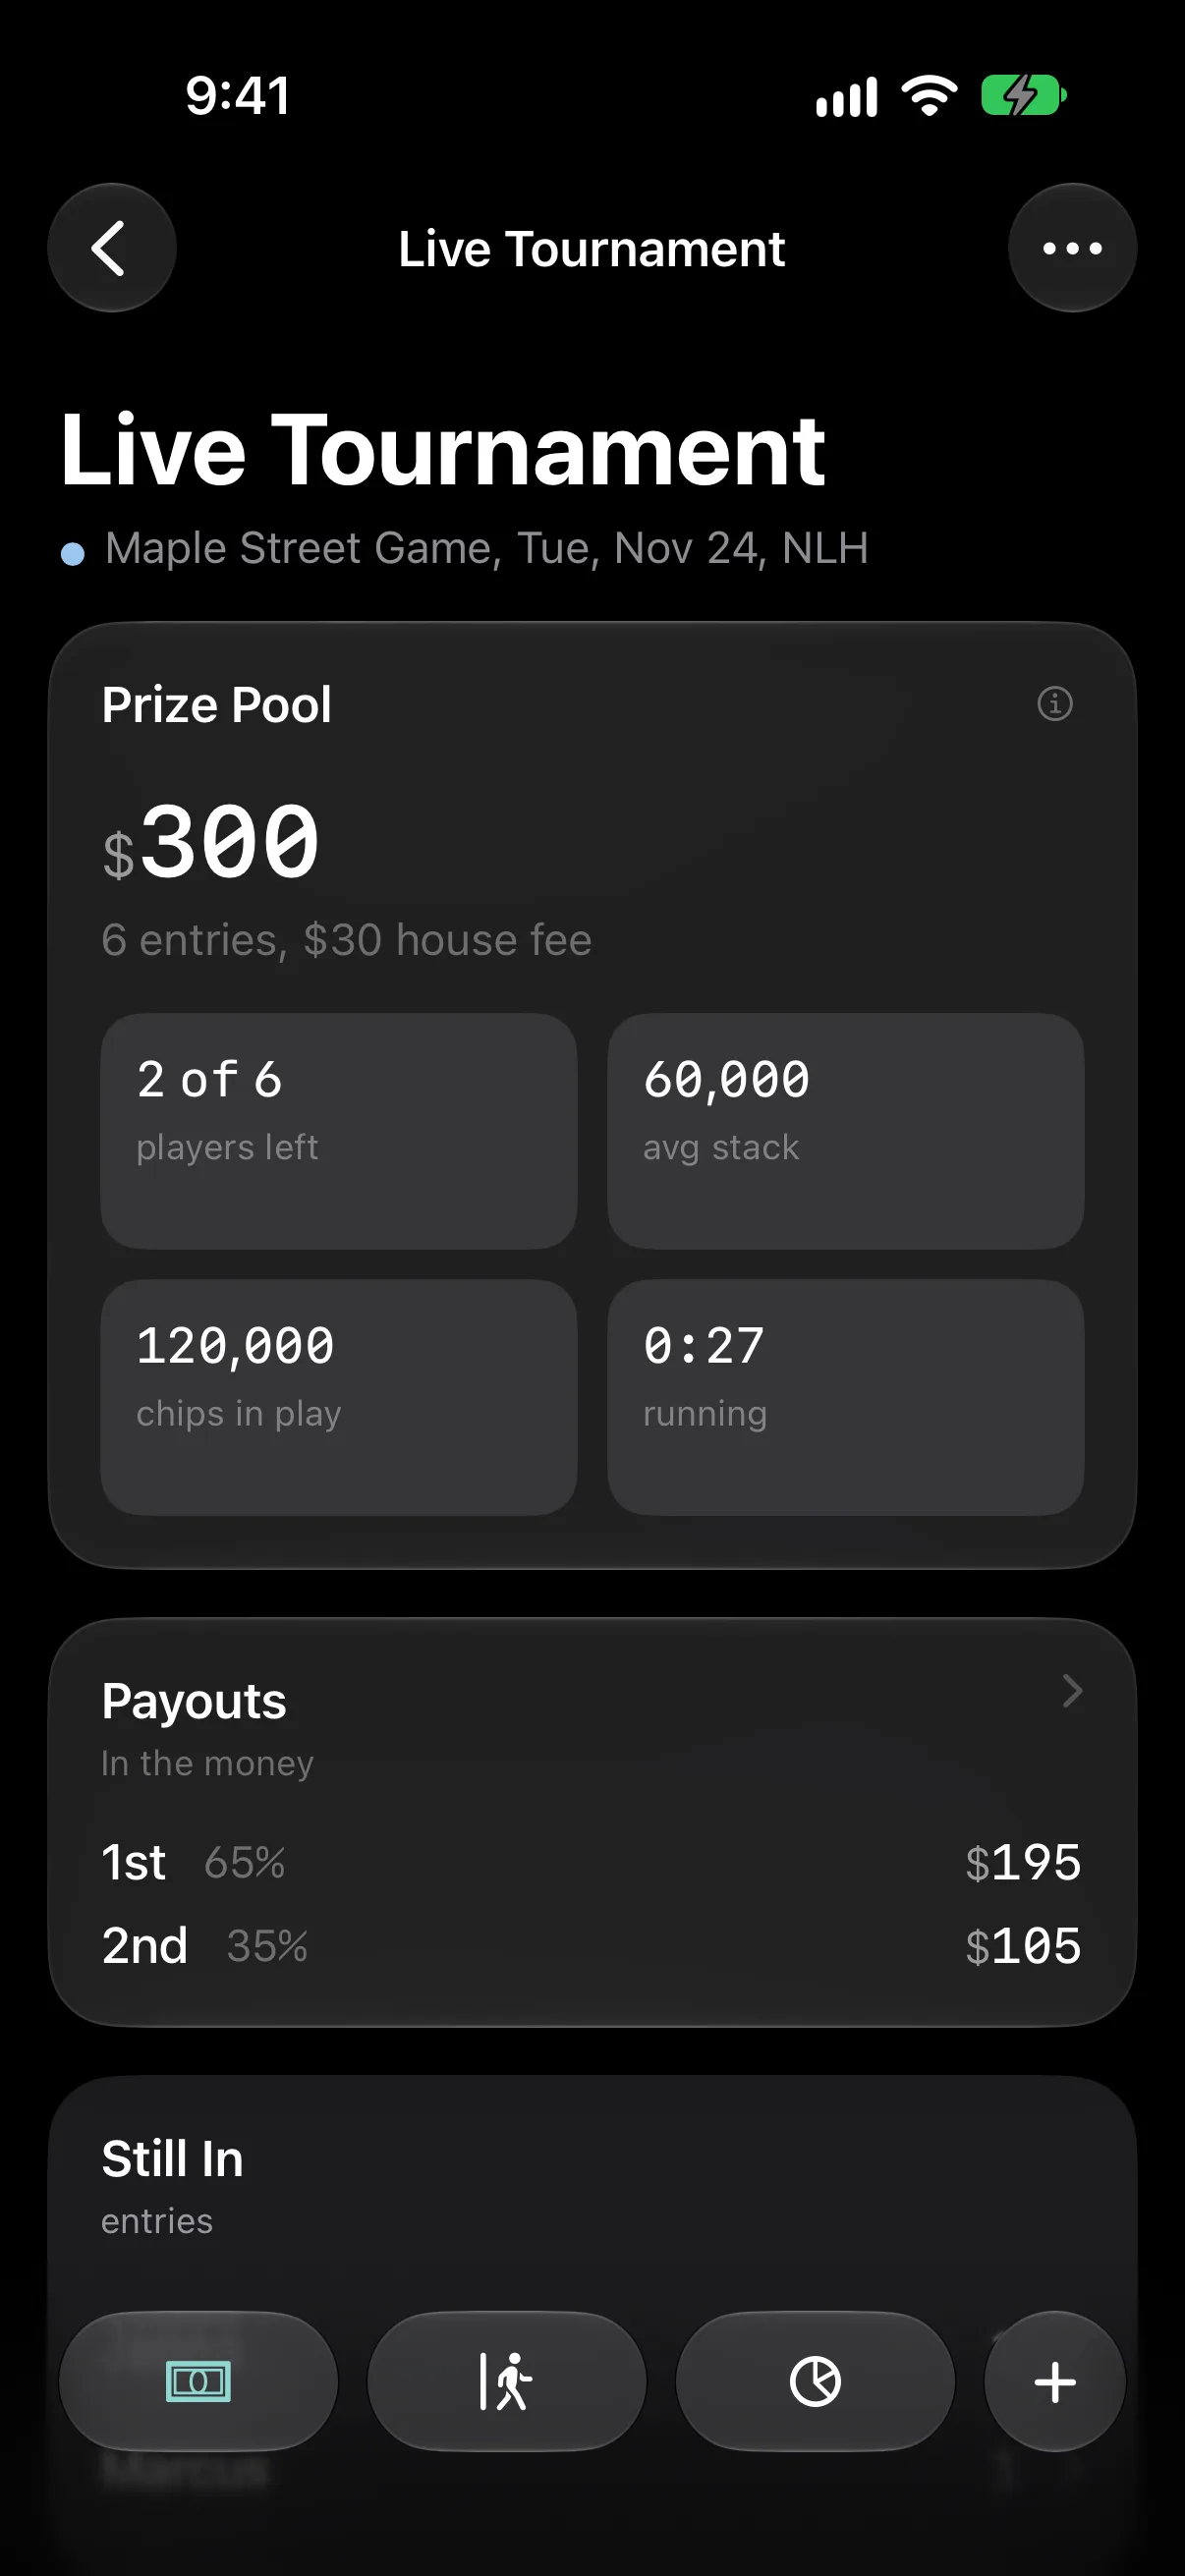 9:41
Live Tournament
Live Tournament
Maple Street Game, Tue, Nov 24, NLH
Prize Pool
$300
6 entries, $30 house fee
2 of 6
players left
60,000
avg stack
120,000
chips in play
0:27
running
Payouts
In the money
1st 65% $195
2nd 35% $105
Still In
entries
Marcus 1